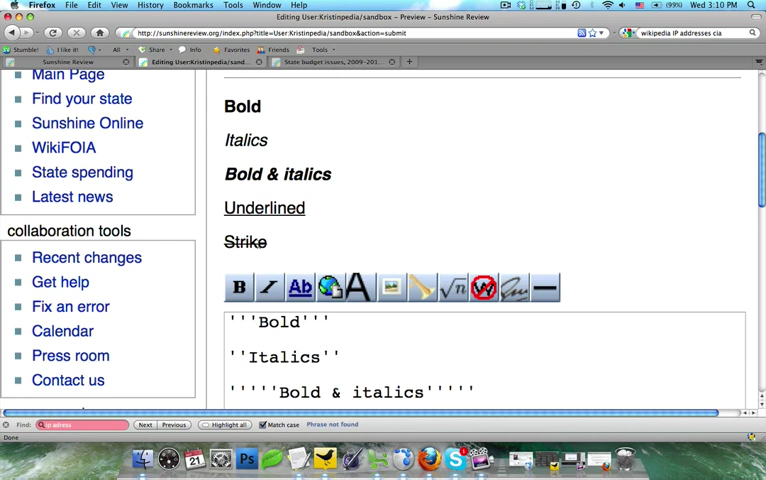 Firefox File Edit View History Bookmarks Tools Window Help (99%) Wed 3:10 PM
Editing User:Kristinpedia/sandbox - Preview - Sunshine Review
http://sunshinereview.org/index.php?title=User:Kristinpedia/sandbox&action=submit wikipedia IP addresses cia
Stumble! I like it! All Share Info Favorites Friends Tools
Sunshine Review Editing User:Kristinpedia/sand... State budget issues, 2009-201...
Main Page
Find your state
Sunshine Online
WikiFOIA
State spending
Latest news
collaboration tools
Recent changes
Get help
Fix an error
Calendar
Press room
Contact us
Bold
Italics
Bold & italics
Underlined
Strike
B I Ab A √n W
'''Bold'''
''Italics''
'''''Bold & italics'''''
Find: ip adress Next Previous Highlight all Match case Phrase not found
Done
21 Ps